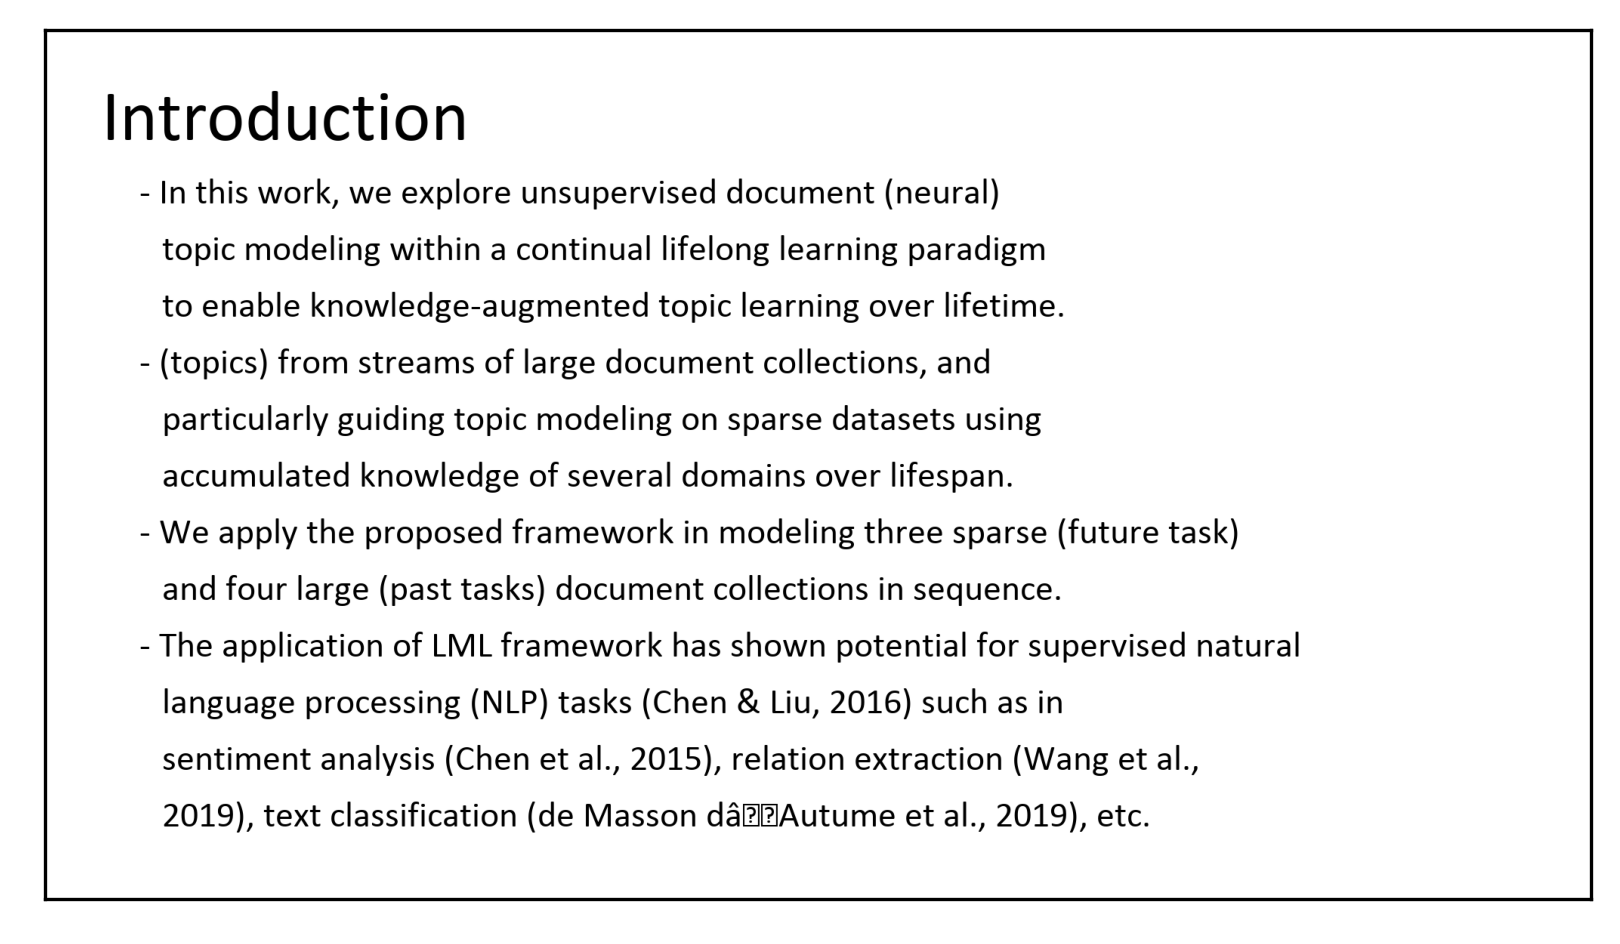 Introduction
- In this work, we explore unsupervised document (neural)
topic modeling within a continual lifelong learning paradigm
to enable knowledge-augmented topic learning over lifetime.
- (topics) from streams of large document collections, and
particularly guiding topic modeling on sparse datasets using
accumulated knowledge of several domains over lifespan.
- We apply the proposed framework in modeling three sparse (future task)
and four large (past tasks) document collections in sequence.
- The application of LML framework has shown potential for supervised natural
language processing (NLP) tasks (Chen & Liu, 2016) such as in
sentiment analysis (Chen et al., 2015), relation extraction (Wang et al.,
2019), text classification (de Masson dâ��Autume et al., 2019), etc.